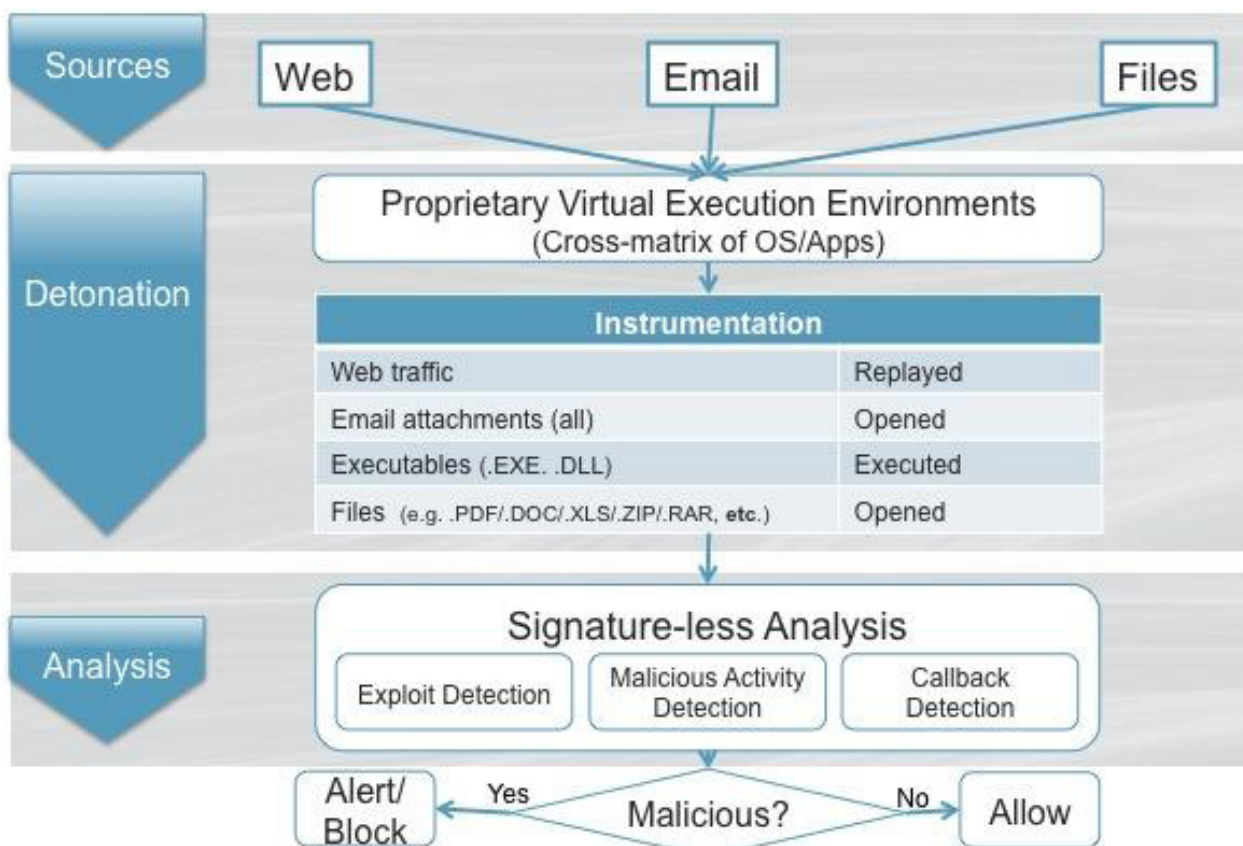 Sources
Web
Email
Files
Detonation
Proprietary Virtual Execution Environments
(Cross-matrix of OS/Apps)
Instrumentation
Web traffic Replayed
Email attachments (all) Opened
Executables (.EXE. .DLL) Executed
Files (e.g. .PDF/.DOC/.XLS/.ZIP/.RAR, etc.) Opened
Analysis
Signature-less Analysis
Exploit Detection
Malicious Activity
Detection
Callback
Detection
Alert/
Block
Yes
Malicious?
No
Allow